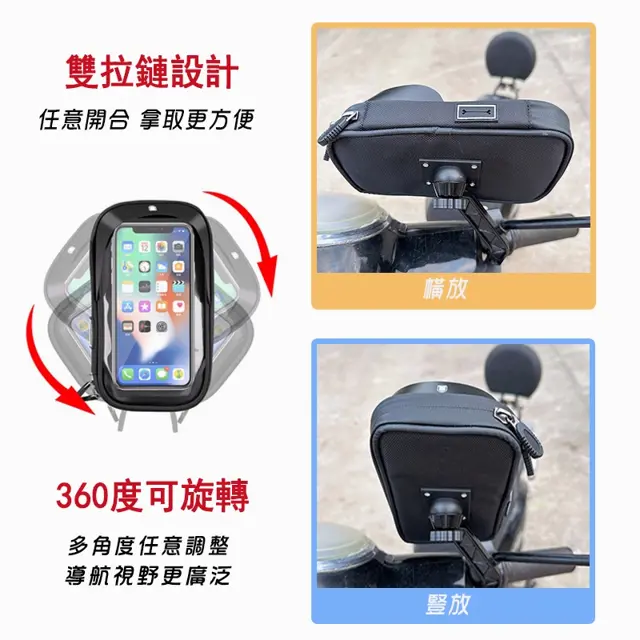 雙拉鏈設計
任意開合 拿取更方便
橫放
360度可旋轉
多角度任意調整
導航視野更廣泛
豎放